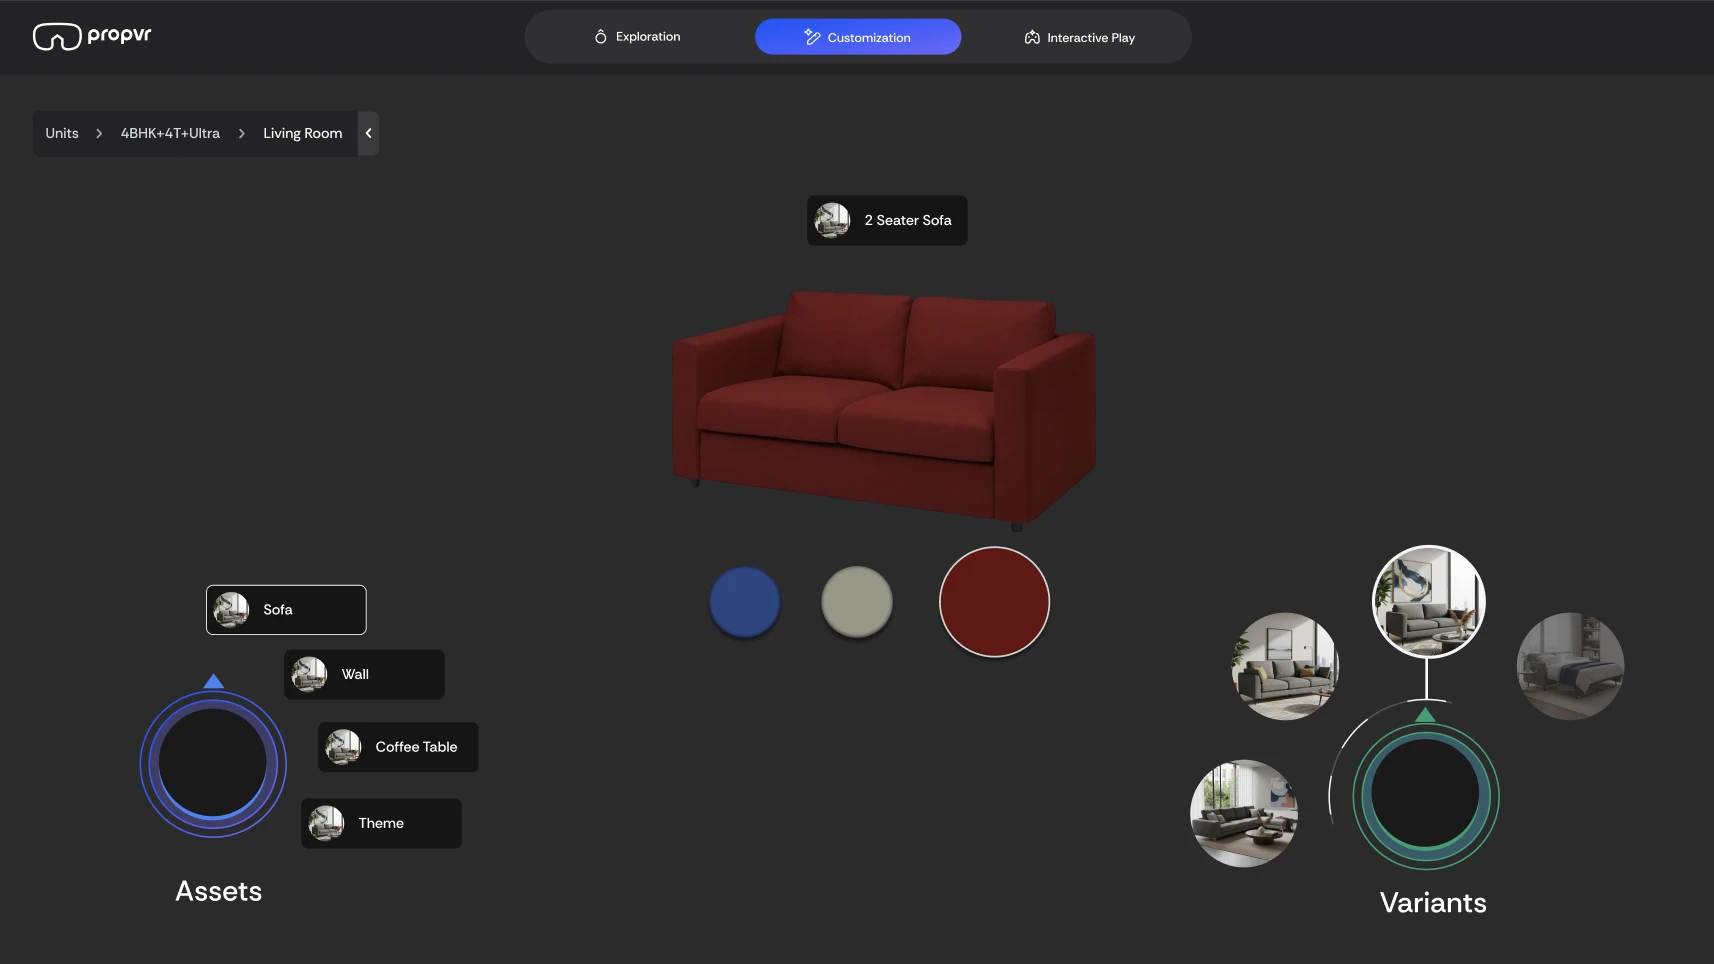 propvr
Exploration
Customization
Interactive Play
Units > 4BHK+4T+Ultra > Living Room
2 Seater Sofa
Sofa
Wall
Coffee Table
Theme
Assets
Variants